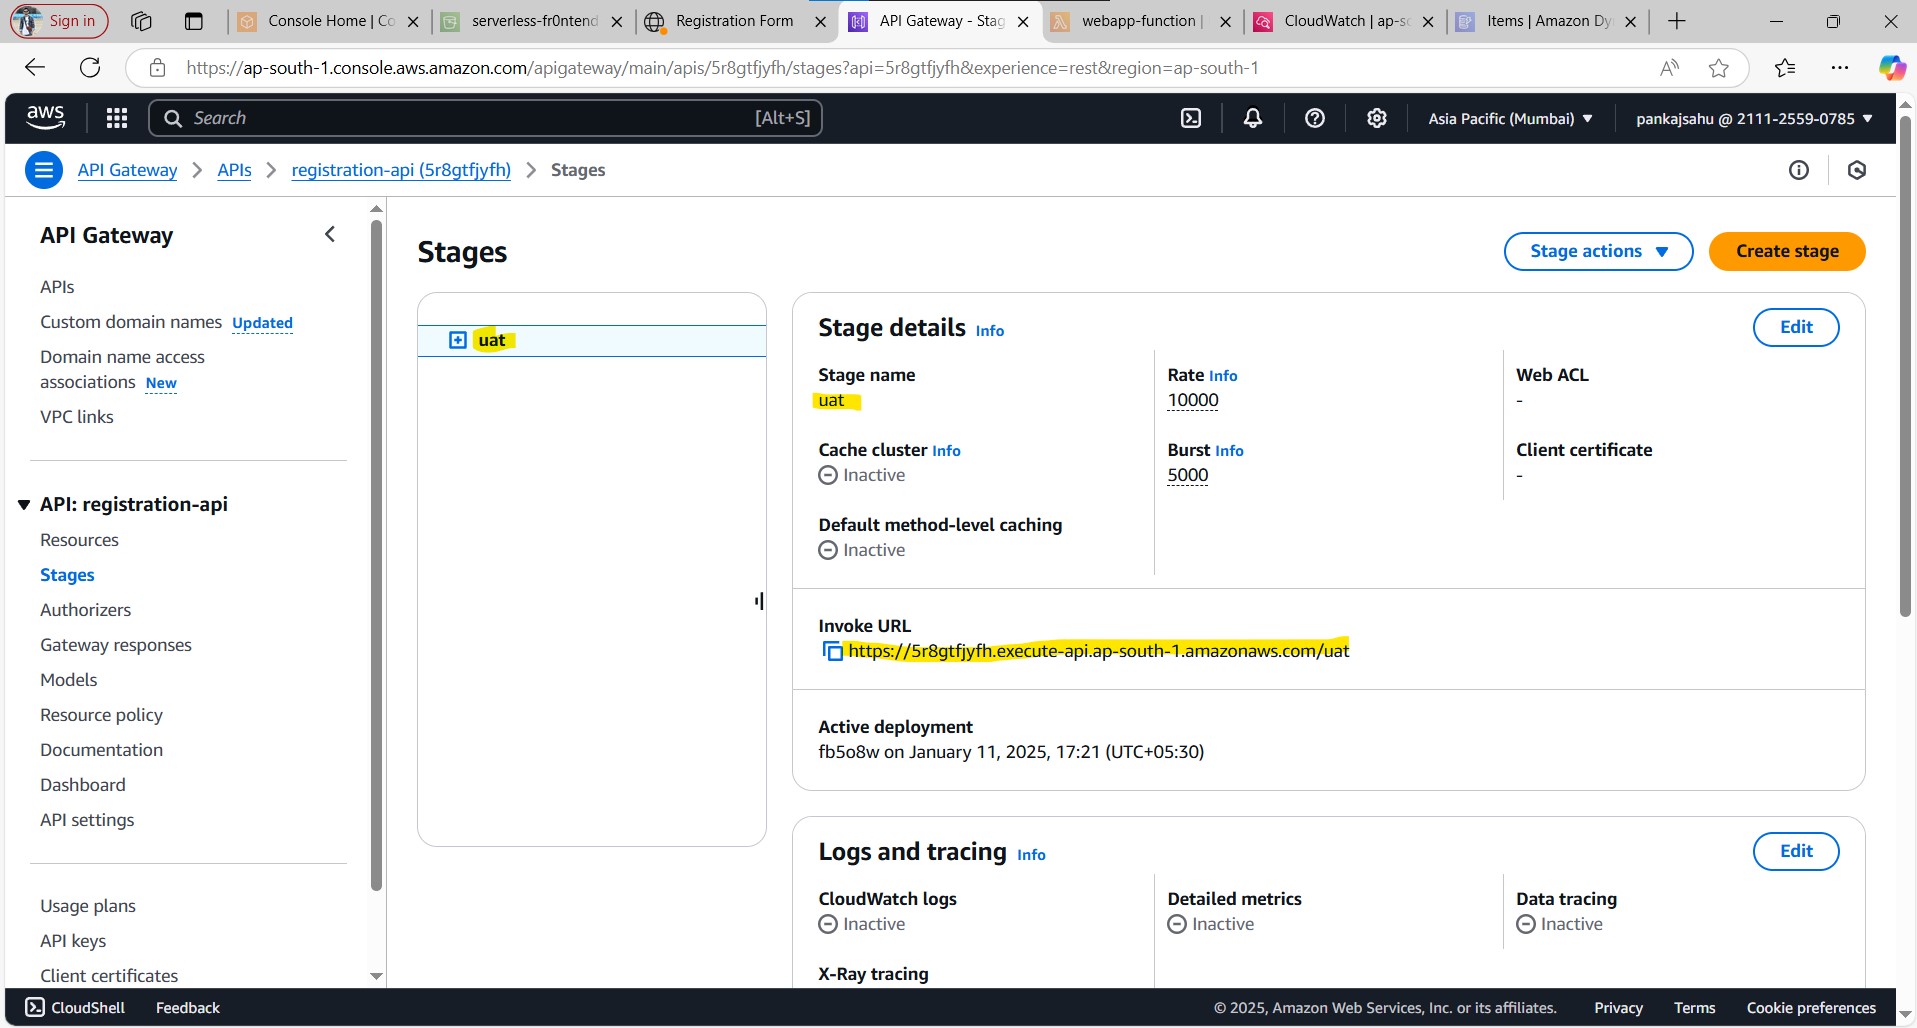 Sign in
Console Home | Co
serverless-fr0ntend
Registration Form
API Gateway - Stag
webapp-function |
CloudWatch | ap-so
Items | Amazon Dy
https://ap-south-1.console.aws.amazon.com/apigateway/main/apis/5r8gtfjyfh/stages?api=5r8gtfjyfh&experience=rest&region=ap-south-1
aws
Search
[Alt+S]
Asia Pacific (Mumbai)
pankajsahu @ 2111-2559-0785
API Gateway
APIs
registration-api (5r8gtfjyfh)
Stages
API Gateway
APIs
Custom domain names Updated
Domain name access
associations New
VPC links
API: registration-api
Resources
Stages
Authorizers
Gateway responses
Models
Resource policy
Documentation
Dashboard
API settings
Usage plans
API keys
Client certificates
Stages
Stage actions
Create stage
uat
Stage details Info
Edit
Stage name
uat
Rate Info
10000
Web ACL
-
Cache cluster Info
Inactive
Burst Info
5000
Client certificate
-
Default method-level caching
Inactive
Invoke URL
https://5r8gtfjyfh.execute-api.ap-south-1.amazonaws.com/uat
Active deployment
fb5o8w on January 11, 2025, 17:21 (UTC+05:30)
Logs and tracing Info
Edit
CloudWatch logs
Inactive
Detailed metrics
Inactive
Data tracing
Inactive
X-Ray tracing
CloudShell
Feedback
© 2025, Amazon Web Services, Inc. or its affiliates.
Privacy
Terms
Cookie preferences